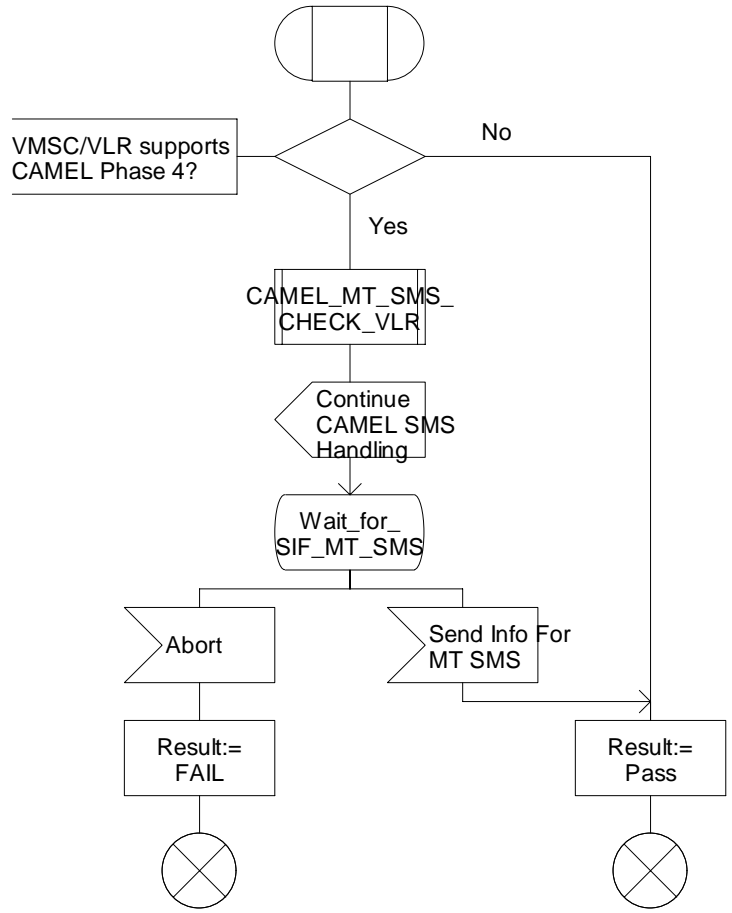 No
VMSC/VLR supports
CAMEL Phase 4?
Yes
CAMEL_MT_SMS_
CHECK_VLR
Continue
CAMEL SMS
Handling
Wait_for_
SIF_MT_SMS
Abort
Send Info For
MT SMS
Result:=
FAIL
Result:=
Pass